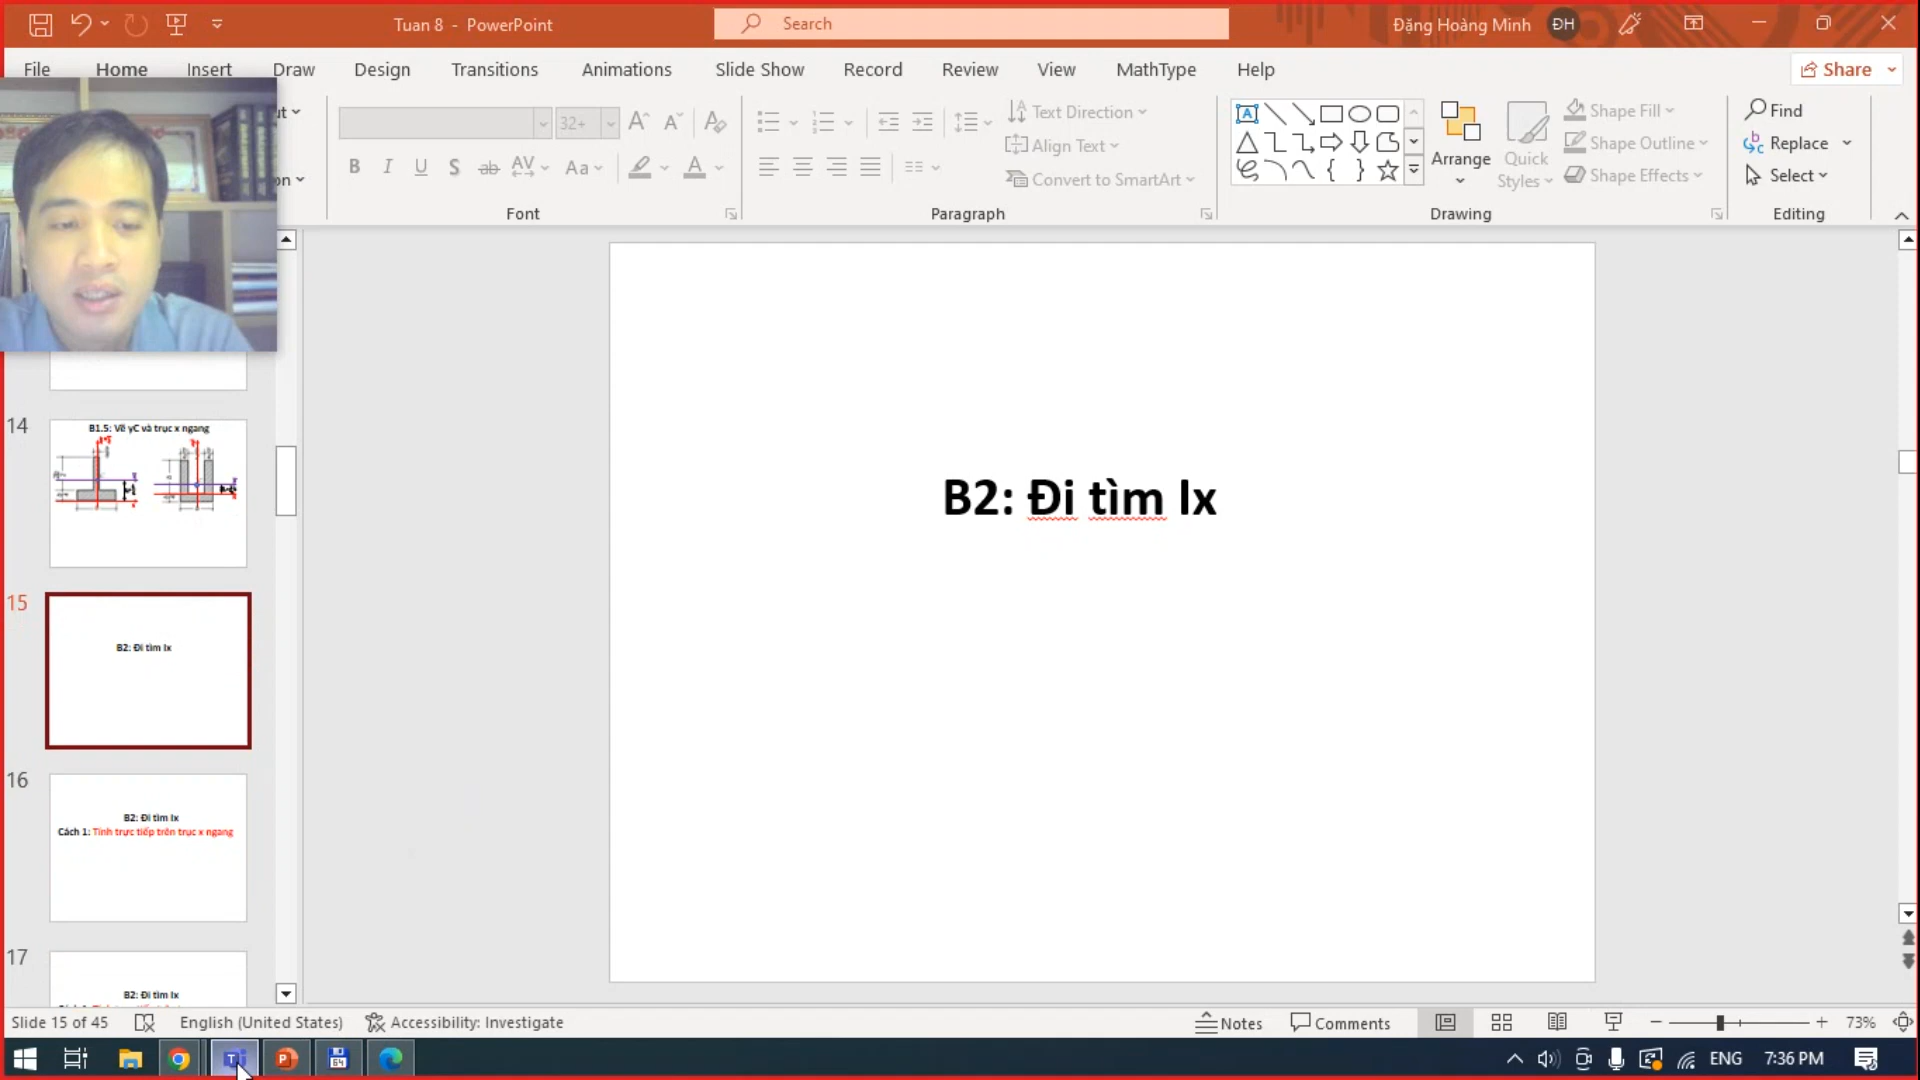 Tuan 8 - PowerPoint
Search
Đặng Hoàng Minh
ĐH
File Home Insert Draw Design Transitions Animations Slide Show Record Review View MathType Help
Share
32+
Text Direction
Align Text
Convert to SmartArt
Arrange
Quick Styles
Shape Fill
Shape Outline
Shape Effects
Find
Replace
Select
Font
Paragraph
Drawing
Editing
14
B1.5: Vẽ yC và trục x ngang
15
B2: Đi tìm Ix
16
B2: Đi tìm Ix
Cách 1: Tính trực tiếp trên trục x ngang
17
B2: Đi tìm Ix
B2: Đi tìm Ix
Slide 15 of 45
English (United States)
Accessibility: Investigate
Notes
Comments
73%
ENG
7:36 PM